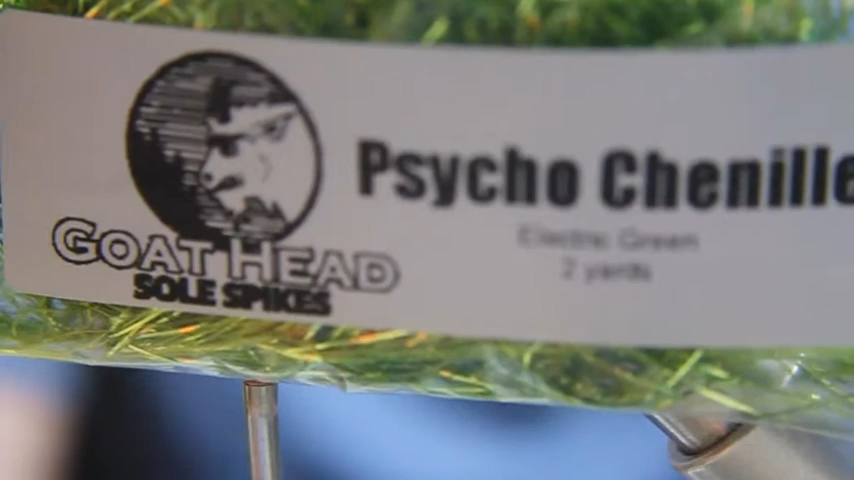 Psycho Chenille
Electric Green
2 yards
GOAT HEAD
SOLE SPIKES